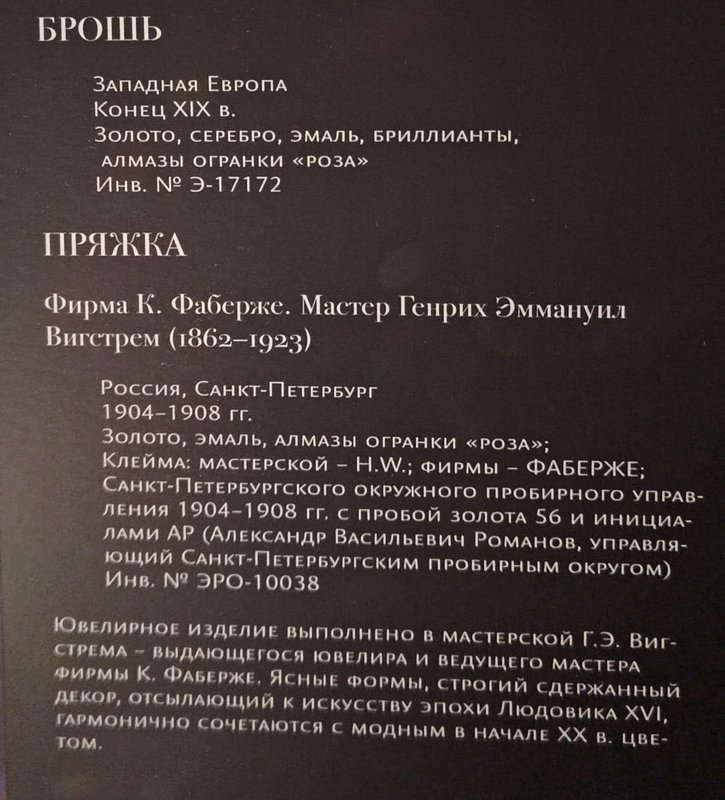 БРОШЬ
Западная Европа
Конец XIX в.
Золото, серебро, эмаль, бриллианты,
алмазы огранки «роза»
Инв. № Э-17172
ПРЯЖКА
Фирма К. Фаберже. Мастер Генрих Эммануил
Вигстрем (1862–1923)
Россия, Санкт-Петербург
1904–1908 гг.
Золото, эмаль, алмазы огранки «роза»;
Клейма: мастерской – H.W.; фирмы – ФАБЕРЖЕ;
Санкт-Петербургского окружного пробирного управ-
ления 1904–1908 гг. с пробой золота 56 и инициа-
лами АР (Александр Васильевич Романов, управля-
ющий Санкт-Петербургским пробирным округом)
Инв. № ЭРО-10038
Ювелирное изделие выполнено в мастерской Г.Э. Виг-
стрема – выдающегося ювелира и ведущего мастера
фирмы К. Фаберже. Ясные формы, строгий сдержанный
декор, отсылающий к искусству эпохи Людовика XVI,
гармонично сочетаются с модным в начале XX в. цве-
том.